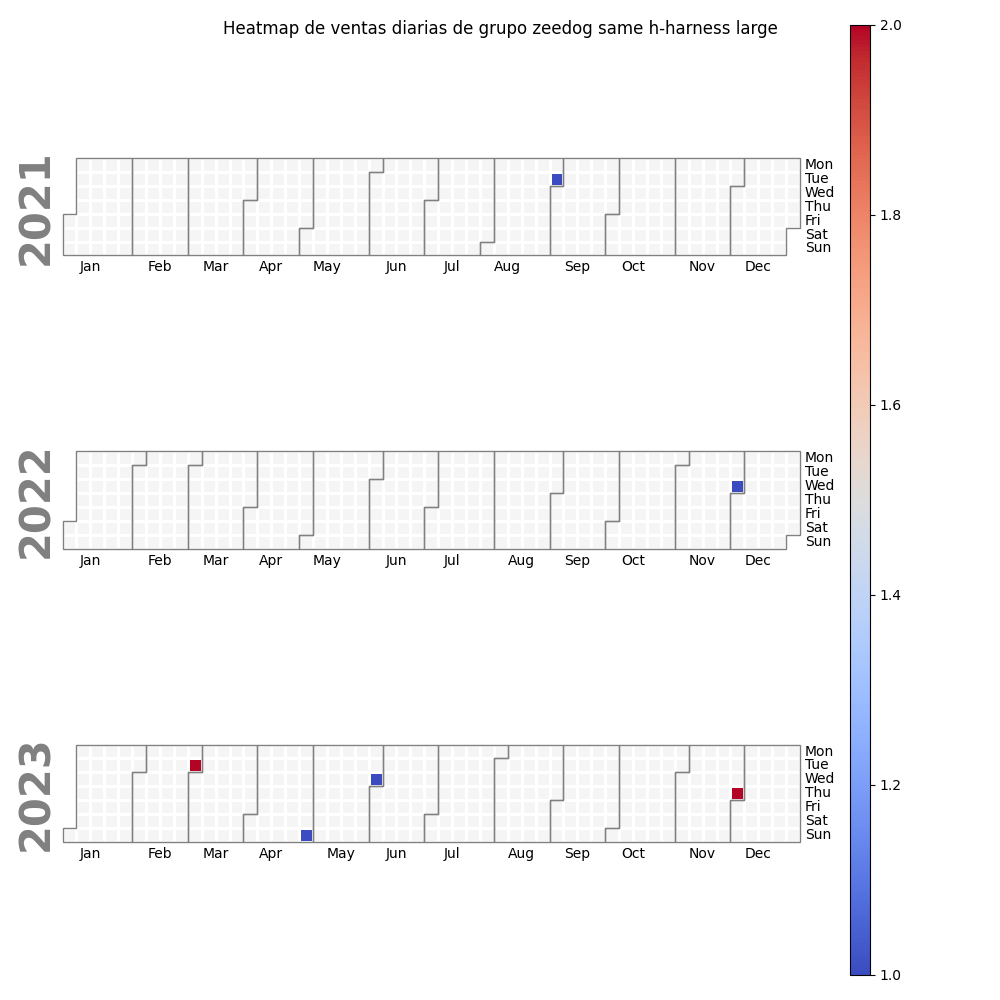 Heatmap de ventas diarias de grupo zeedog same h-harness large
2021
Mon
Tue
Wed
Thu
Fri
Sat
Sun
Jan Feb Mar Apr May Jun Jul Aug Sep Oct Nov Dec
2022
Mon
Tue
Wed
Thu
Fri
Sat
Sun
Jan Feb Mar Apr May Jun Jul Aug Sep Oct Nov Dec
2023
Mon
Tue
Wed
Thu
Fri
Sat
Sun
Jan Feb Mar Apr May Jun Jul Aug Sep Oct Nov Dec
2.0
1.8
1.6
1.4
1.2
1.0